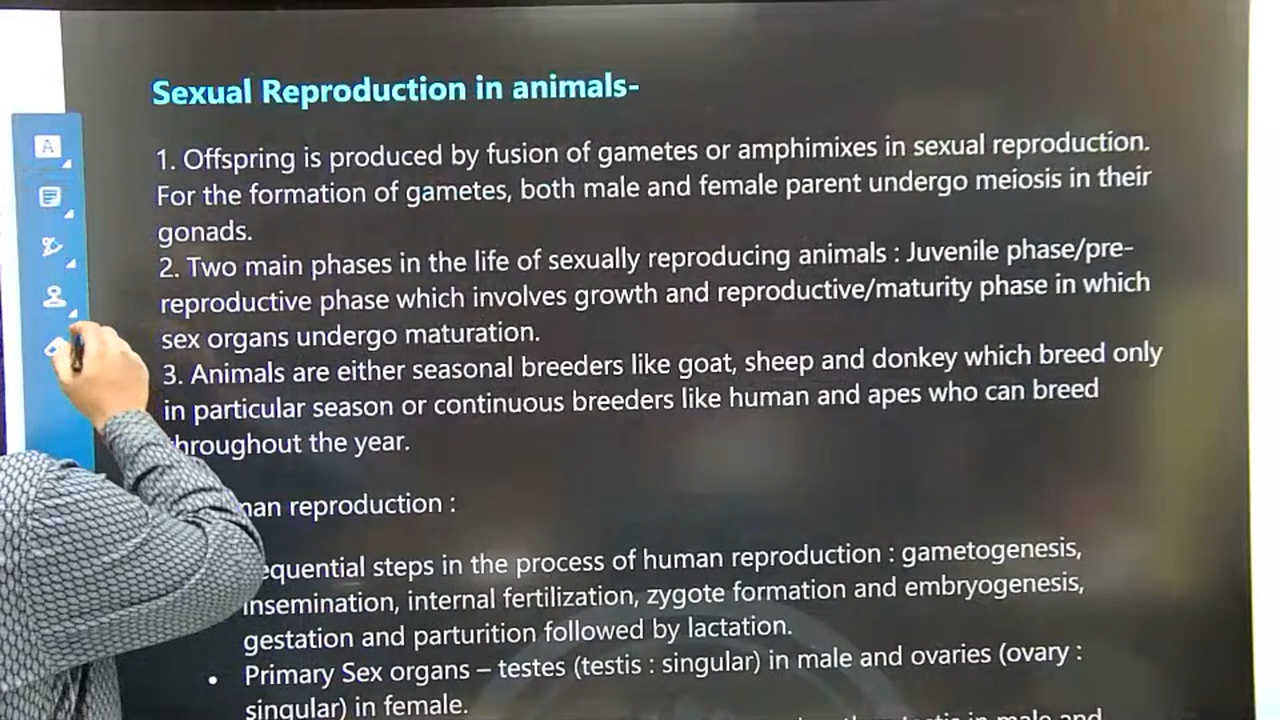 Sexual Reproduction in animals-
1. Offspring is produced by fusion of gametes or amphimixes in sexual reproduction.
For the formation of gametes, both male and female parent undergo meiosis in their
gonads.
2. Two main phases in the life of sexually reproducing animals : Juvenile phase/pre-
reproductive phase which involves growth and reproductive/maturity phase in which
sex organs undergo maturation.
3. Animals are either seasonal breeders like goat, sheep and donkey which breed only
in particular season or continuous breeders like human and apes who can breed
throughout the year.
reproduction :
steps in the process of human reproduction : gametogenesis,
insemination, internal fertilization, zygote formation and embryogenesis,
gestation and parturition followed by lactation.
• Primary Sex organs – testes (testis : singular) in male and ovaries (ovary :
singular) in female.
testis in male and
A